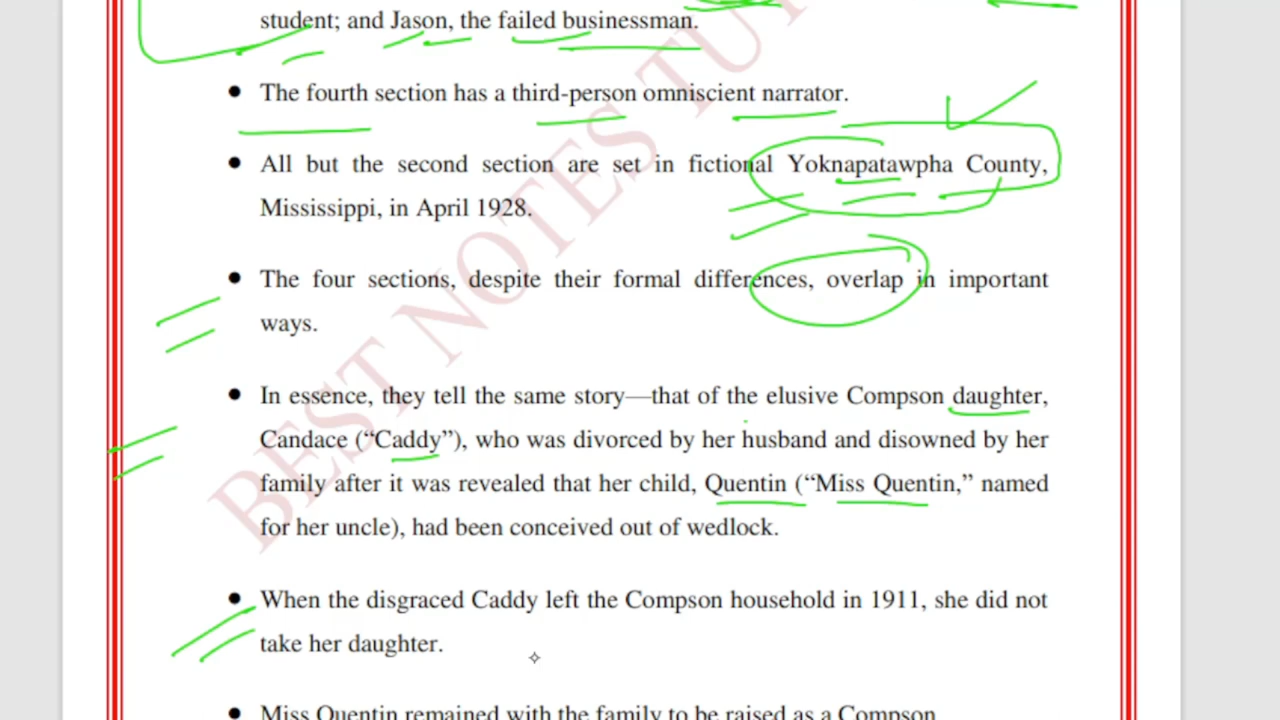 student; and Jason, the failed businessman.
● The fourth section has a third-person omniscient narrator.
● All but the second section are set in fictional Yoknapatawpha County,
Mississippi, in April 1928.
● The four sections, despite their formal differences, overlap in important
ways.
● In essence, they tell the same story—that of the elusive Compson daughter,
Candace (“Caddy”), who was divorced by her husband and disowned by her
family after it was revealed that her child, Quentin (“Miss Quentin,” named
for her uncle), had been conceived out of wedlock.
● When the disgraced Caddy left the Compson household in 1911, she did not
take her daughter.
● Miss Quentin remained with the family to be raised as a Compson.
BEST NOTES TUT